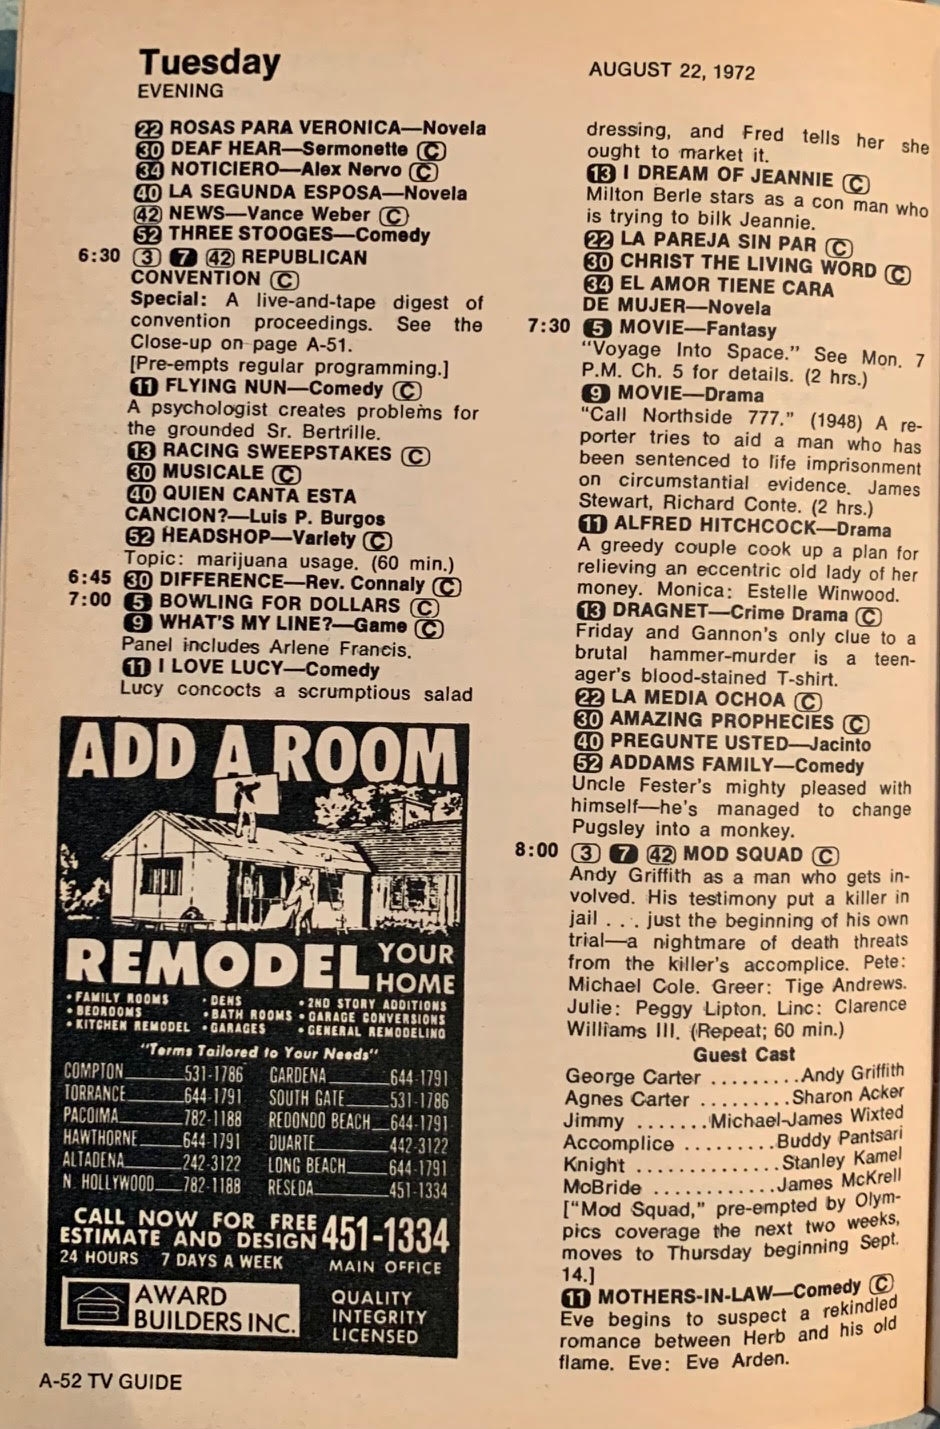 Tuesday
EVENING
AUGUST 22, 1972
22 ROSAS PARA VERONICA—Novela
30 DEAF HEAR—Sermonette C
34 NOTICIERO—Alex Nervo C
40 LA SEGUNDA ESPOSA—Novela
42 NEWS—Vance Weber C
52 THREE STOOGES—Comedy
6:30 3 7 42 REPUBLICAN
CONVENTION C
Special: A live-and-tape digest of
convention proceedings. See the
Close-up on page A-51.
[Pre-empts regular programming.]
11 FLYING NUN—Comedy C
A psychologist creates problems for
the grounded Sr. Bertrille.
13 RACING SWEEPSTAKES C
30 MUSICALE C
40 QUIEN CANTA ESTA
CANCION?—Luis P. Burgos
52 HEADSHOP—Variety C
Topic: marijuana usage. (60 min.)
6:45 30 DIFFERENCE—Rev. Connaly C
7:00 5 BOWLING FOR DOLLARS C
9 WHAT'S MY LINE?—Game C
Panel includes Arlene Francis.
11 I LOVE LUCY—Comedy
Lucy concocts a scrumptious salad
ADD A ROOM
REMODEL YOUR
HOME
• FAMILY ROOMS • DENS • 2ND STORY ADDITIONS
• BEDROOMS • BATH ROOMS • GARAGE CONVERSIONS
• KITCHEN REMODEL • GARAGES • GENERAL REMODELING
"Terms Tailored to Your Needs"
COMPTON 531-1786 GARDENA 644-1791
TORRANCE 644-1791 SOUTH GATE 531-1786
PACOIMA 782-1188 REDONDO BEACH 644-1791
HAWTHORNE 644-1791 DUARTE 442-3122
ALTADENA 242-3122 LONG BEACH 644-1791
N. HOLLYWOOD 782-1188 RESEDA 451-1334
CALL NOW FOR FREE
ESTIMATE AND DESIGN 451-1334
24 HOURS 7 DAYS A WEEK MAIN OFFICE
AWARD
BUILDERS INC.
QUALITY
INTEGRITY
LICENSED
A-52 TV GUIDE
dressing, and Fred tells her she
ought to market it.
13 I DREAM OF JEANNIE C
Milton Berle stars as a con man who
is trying to bilk Jeannie.
22 LA PAREJA SIN PAR C
30 CHRIST THE LIVING WORD C
34 EL AMOR TIENE CARA
DE MUJER—Novela
7:30 5 MOVIE—Fantasy
"Voyage Into Space." See Mon. 7
P.M. Ch. 5 for details. (2 hrs.)
9 MOVIE—Drama
"Call Northside 777." (1948) A re-
porter tries to aid a man who has
been sentenced to life imprisonment
on circumstantial evidence. James
Stewart, Richard Conte. (2 hrs.)
11 ALFRED HITCHCOCK—Drama
A greedy couple cook up a plan for
relieving an eccentric old lady of her
money. Monica: Estelle Winwood.
13 DRAGNET—Crime Drama C
Friday and Gannon's only clue to a
brutal hammer-murder is a teen-
ager's blood-stained T-shirt.
22 LA MEDIA OCHOA C
30 AMAZING PROPHECIES C
40 PREGUNTE USTED—Jacinto
52 ADDAMS FAMILY—Comedy
Uncle Fester's mighty pleased with
himself—he's managed to change
Pugsley into a monkey.
8:00 3 7 42 MOD SQUAD C
Andy Griffith as a man who gets in-
volved. His testimony put a killer in
jail . . . just the beginning of his own
trial—a nightmare of death threats
from the killer's accomplice. Pete:
Michael Cole. Greer: Tige Andrews.
Julie: Peggy Lipton. Linc: Clarence
Williams III. (Repeat; 60 min.)
Guest Cast
George Carter .........Andy Griffith
Agnes Carter .........Sharon Acker
Jimmy .......Michael-James Wixted
Accomplice .........Buddy Pantsari
Knight ..............Stanley Kamel
McBride ............James McKrell
["Mod Squad," pre-empted by Olym-
pics coverage the next two weeks,
moves to Thursday beginning Sept.
14.]
11 MOTHERS-IN-LAW—Comedy C
Eve begins to suspect a rekindled
romance between Herb and his old
flame. Eve: Eve Arden.